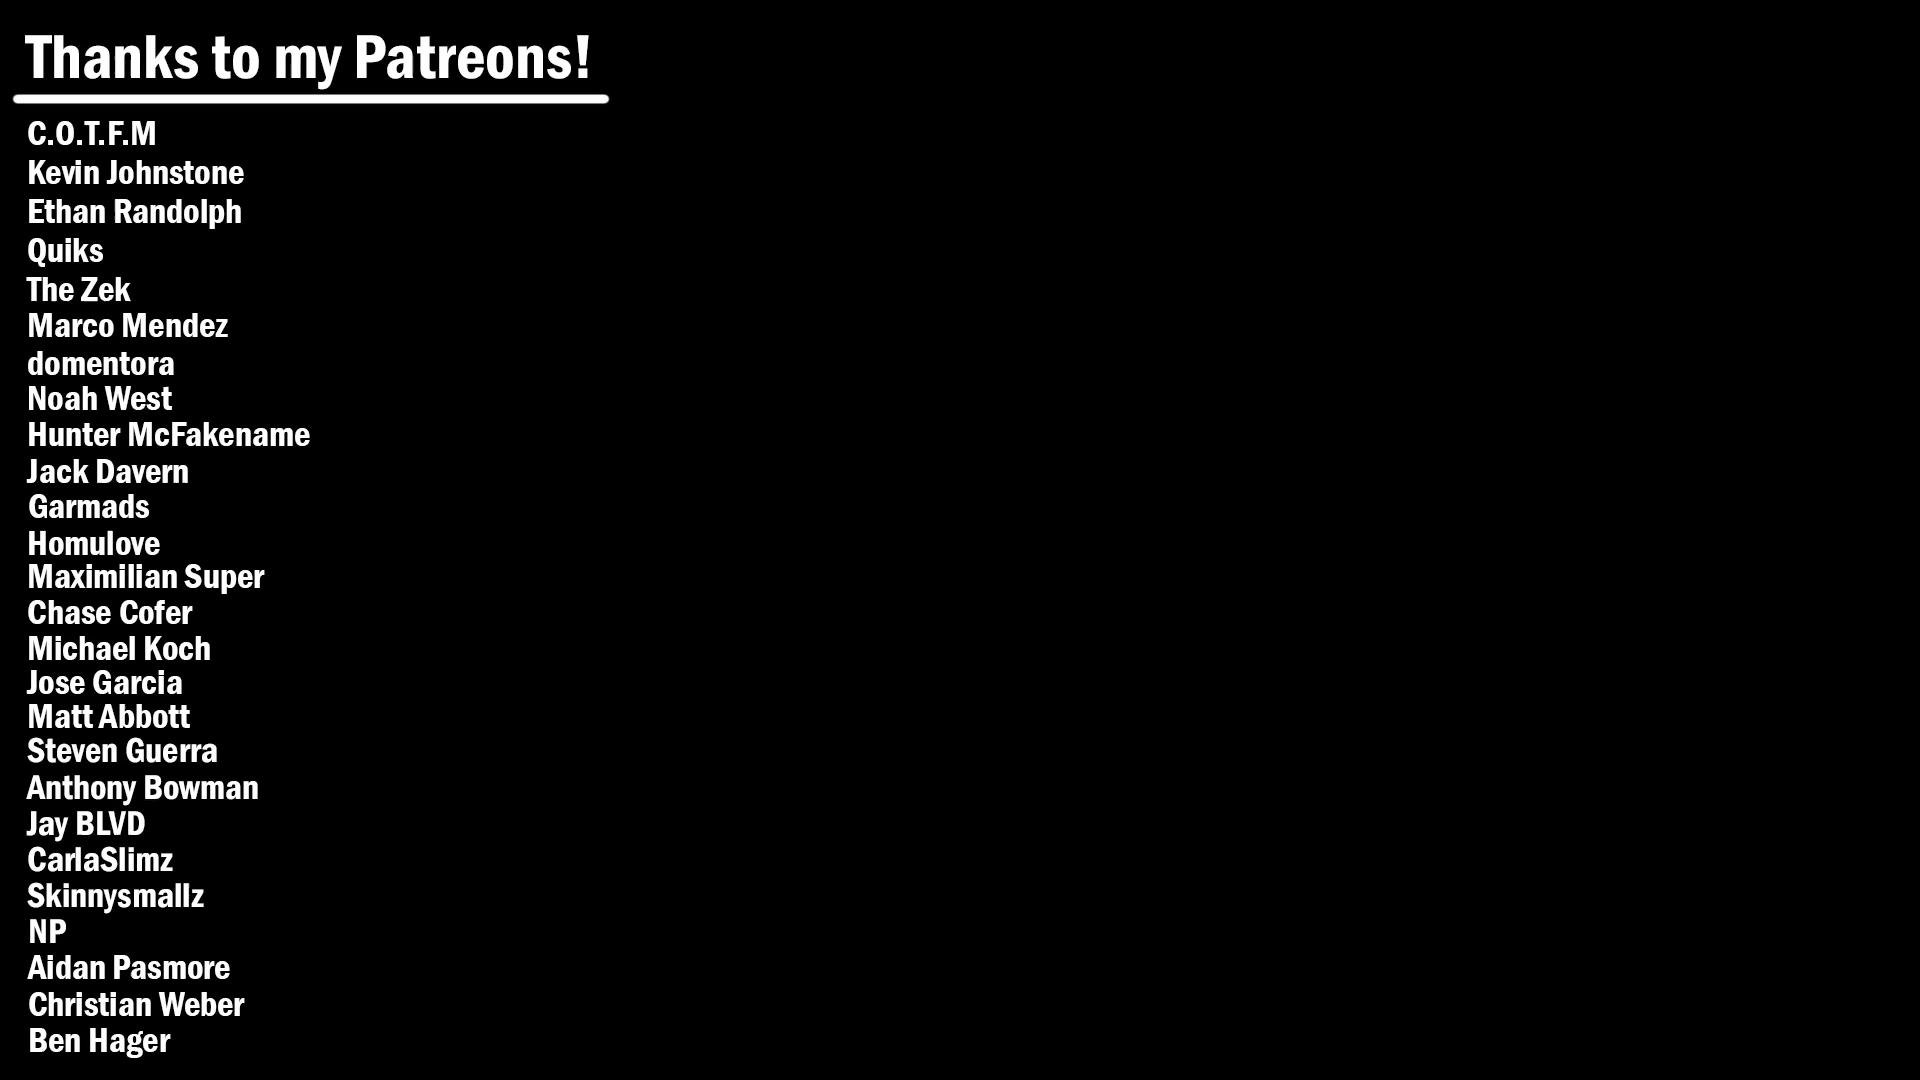 Thanks to my Patreons!
C.O.T.F.M
Kevin Johnstone
Ethan Randolph
Quiks
The Zek
Marco Mendez
domentora
Noah West
Hunter McFakename
Jack Davern
Garmads
Homulove
Maximilian Super
Chase Cofer
Michael Koch
Jose Garcia
Matt Abbott
Steven Guerra
Anthony Bowman
Jay BLVD
CarlaSlimz
Skinnysmallz
NP
Aidan Pasmore
Christian Weber
Ben Hager